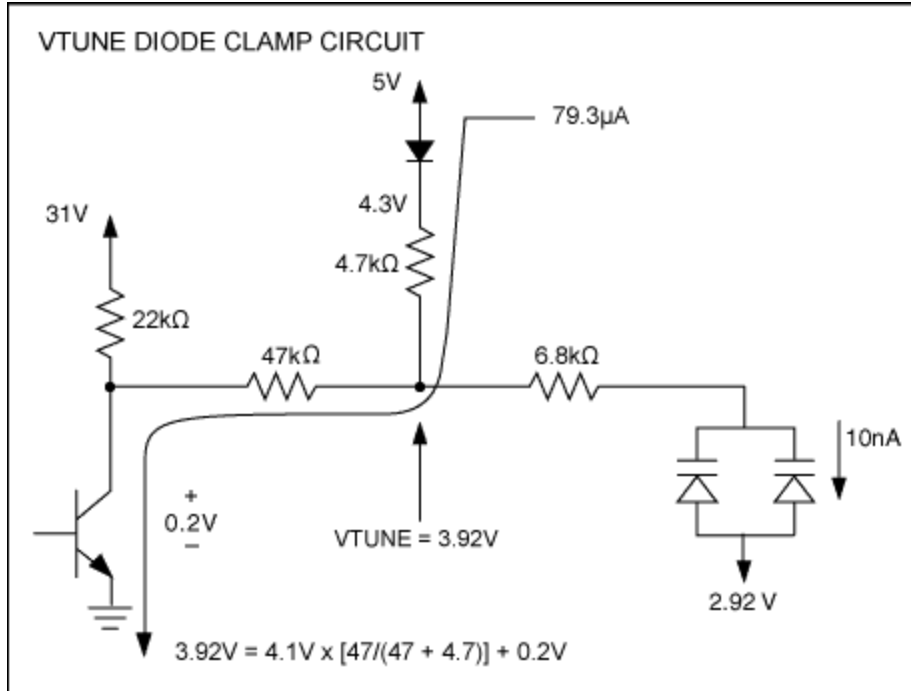 VTUNE DIODE CLAMP CIRCUIT
5V
79.3µA
4.3V
31V
4.7kΩ
22kΩ
47kΩ
6.8kΩ
10nA
+
0.2V
−
VTUNE = 3.92V
2.92 V
3.92V = 4.1V x [47/(47 + 4.7)] + 0.2V